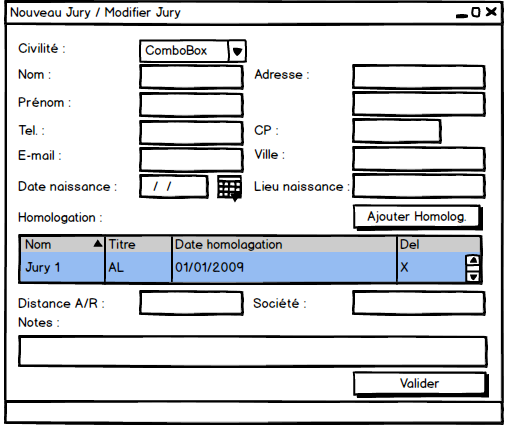 Nouveau Jury / Modifier Jury
Civilité :
ComboBox
Nom :
Adresse :
Prénom :
Tel. :
CP :
E-mail :
Ville :
Date naissance :
/ /
Lieu naissance :
Homologation :
Ajouter Homolog.
Nom Titre Date homolagation Del
Jury 1 AL 01/01/2009 X
Distance A/R :
Société :
Notes :
Valider